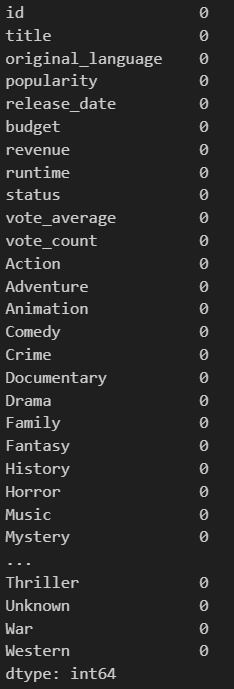 id 0
title 0
original_language 0
popularity 0
release_date 0
budget 0
revenue 0
runtime 0
status 0
vote_average 0
vote_count 0
Action 0
Adventure 0
Animation 0
Comedy 0
Crime 0
Documentary 0
Drama 0
Family 0
Fantasy 0
History 0
Horror 0
Music 0
Mystery 0
...
Thriller 0
Unknown 0
War 0
Western 0
dtype: int64